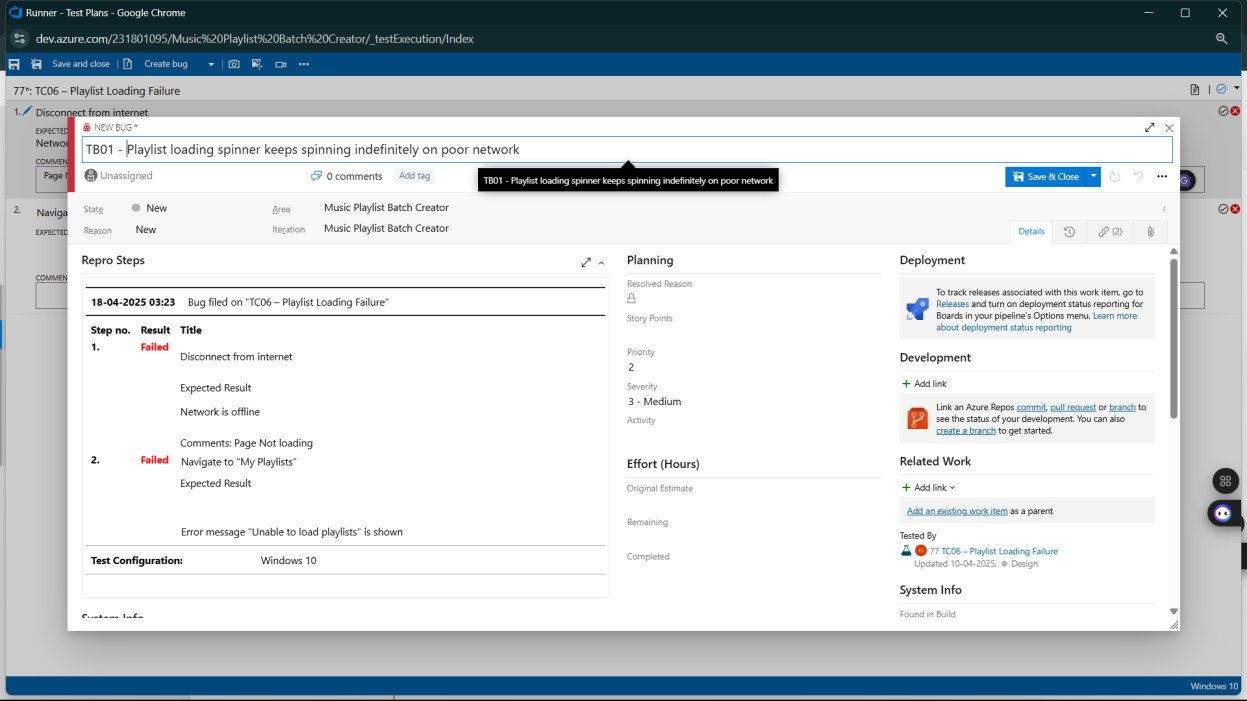 Runner - Test Plans - Google Chrome
dev.azure.com/231801095/Music%20Playlist%20Batch%20Creator/_testExecution/Index
Save and close
Create bug
77*: TC06 – Playlist Loading Failure
1. Disconnect from internet
EXPECTED
Netwo
COMMEN
Page N
2. Naviga
EXPECTED
COMMEN
NEW BUG *
TB01 - Playlist loading spinner keeps spinning indefinitely on poor network
Unassigned
0 comments
Add tag
TB01 - Playlist loading spinner keeps spinning indefinitely on poor network
Save & Close
State New
Area Music Playlist Batch Creator
Reason New
Iteration Music Playlist Batch Creator
Details
(2)
Repro Steps
18-04-2025 03:23 Bug filed on "TC06 – Playlist Loading Failure"
Step no. Result Title
1. Failed
Disconnect from internet
Expected Result
Network is offline
Comments: Page Not loading
2. Failed Navigate to "My Playlists"
Expected Result
Error message "Unable to load playlists" is shown
Test Configuration: Windows 10
System Info
Planning
Resolved Reason
Story Points
Priority
2
Severity
3 - Medium
Activity
Effort (Hours)
Original Estimate
Remaining
Completed
Deployment
To track releases associated with this work item, go to
Releases and turn on deployment status reporting for
Boards in your pipeline's Options menu. Learn more
about deployment status reporting
Development
Add link
Link an Azure Repos commit, pull request or branch to
see the status of your development. You can also
create a branch to get started.
Related Work
Add link
Add an existing work item as a parent
Tested By
77 TC06 – Playlist Loading Failure
Updated 10-04-2025. Design
System Info
Found in Build
Windows 10